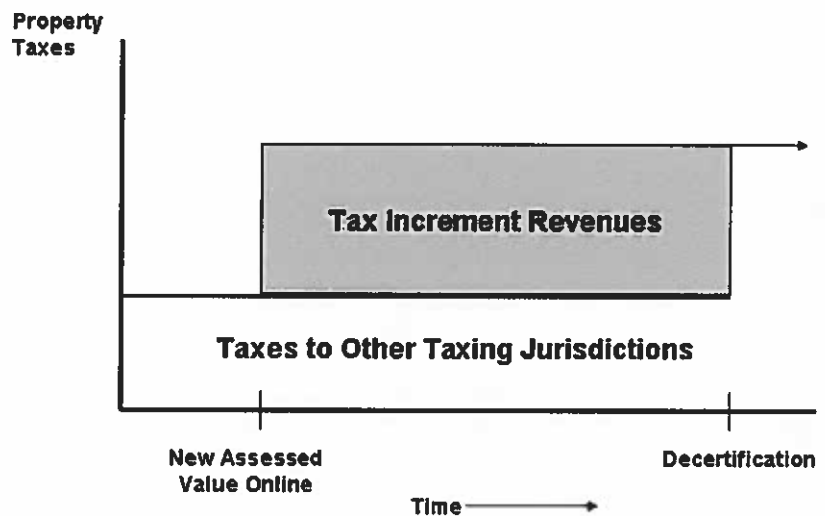 Property
Taxes
Tax Increment Revenues
Taxes to Other Taxing Jurisdictions
New Assessed
Value Online
Decertification
Time